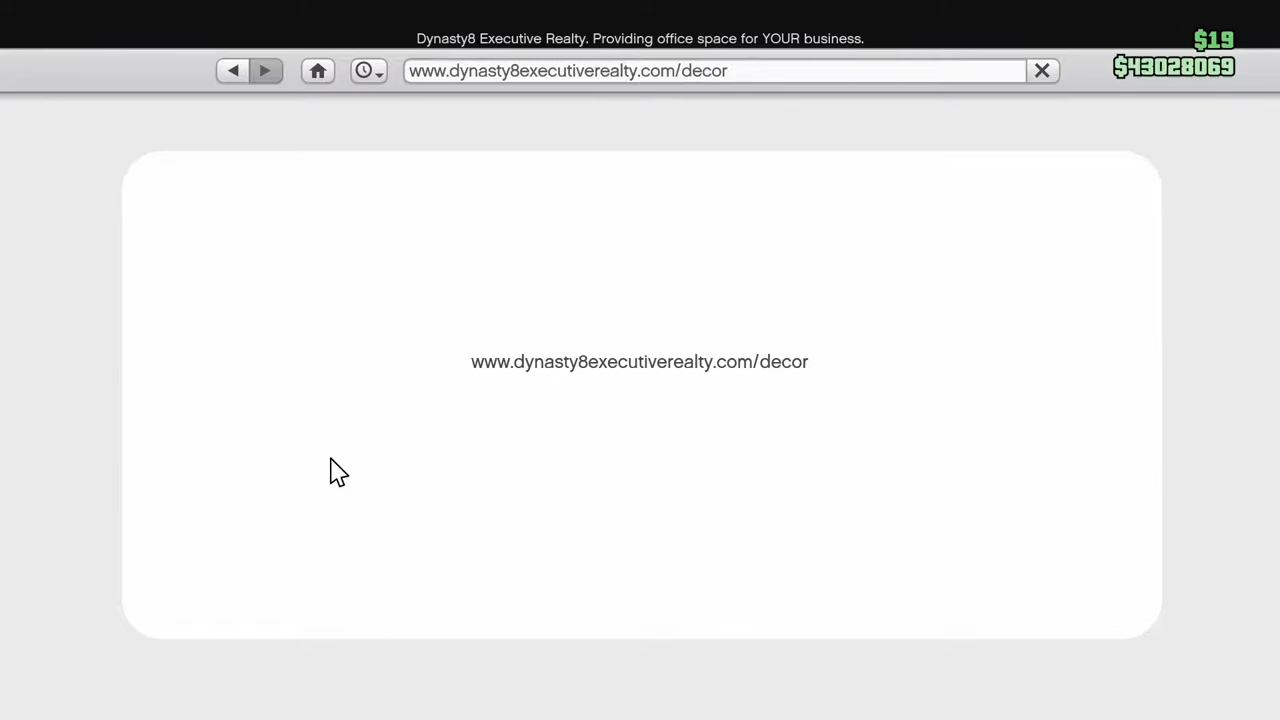 Dynasty8 Executive Realty. Providing office space for YOUR business.
$19
www.dynasty8executiverealty.com/decor
$43028069
www.dynasty8executiverealty.com/decor